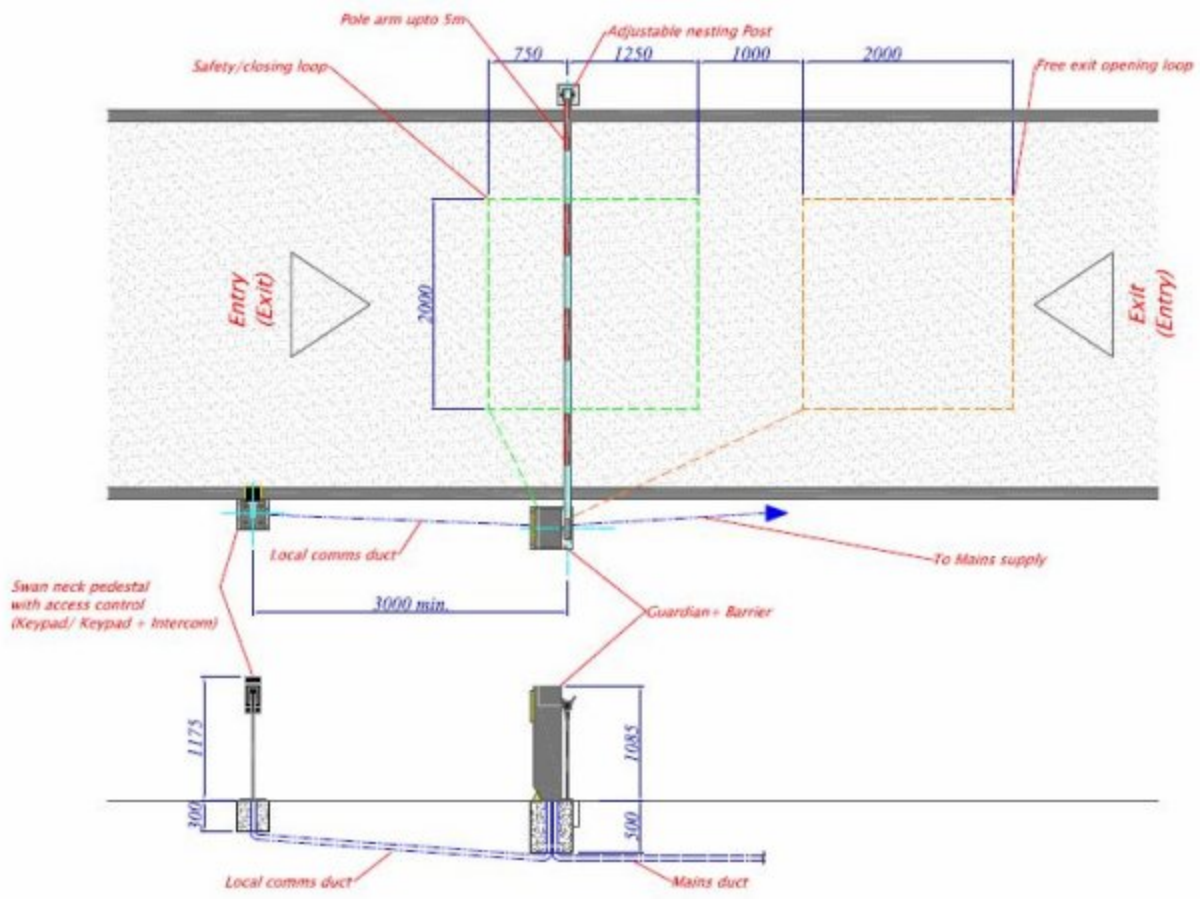 Pole arm upto 5m
Adjustable nesting Post
750
1250
1000
2000
Safety/closing loop
Free exit opening loop
Entry
(Exit)
2000
Exit
(Entry)
Local comms duct
To Mains supply
Swan neck pedestal
with access control
(Keypad/ Keypad + Intercom)
3000 min.
Guardian+ Barrier
1175
1085
300
500
Local comms duct
Mains duct